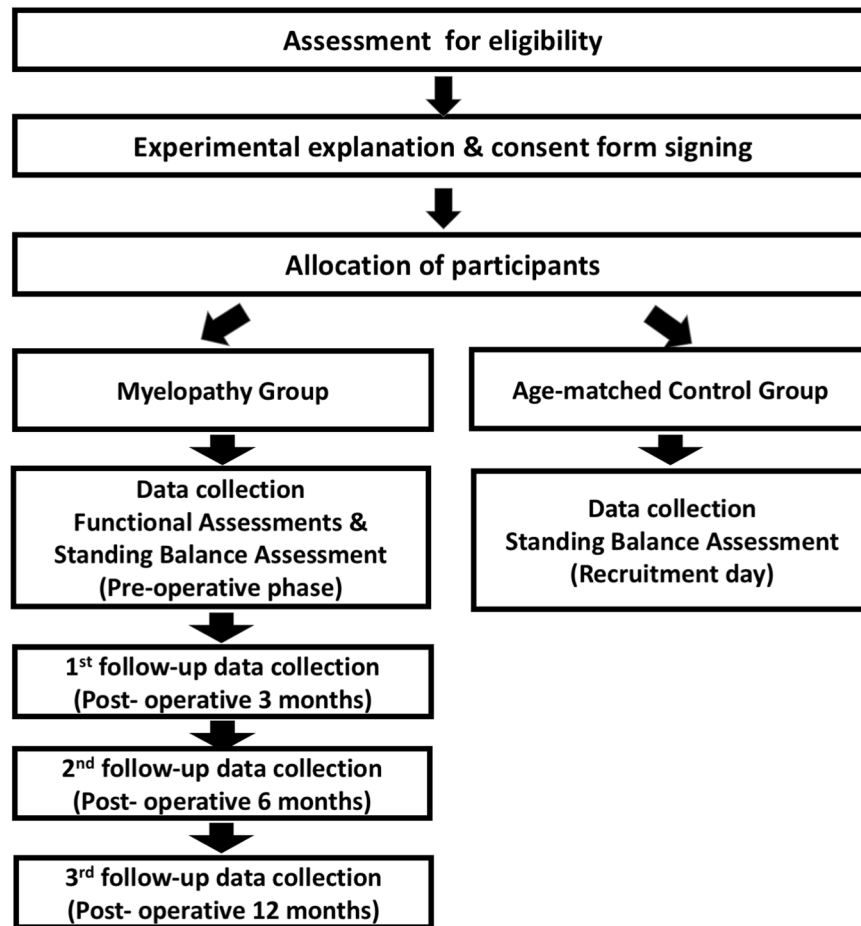 Assessment for eligibility
Experimental explanation & consent form signing
Allocation of participants
Myelopathy Group
Age-matched Control Group
Data collection
Functional Assessments &
Standing Balance Assessment
(Pre-operative phase)
Data collection
Standing Balance Assessment
(Recruitment day)
1st follow-up data collection
(Post- operative 3 months)
2nd follow-up data collection
(Post- operative 6 months)
3rd follow-up data collection
(Post- operative 12 months)